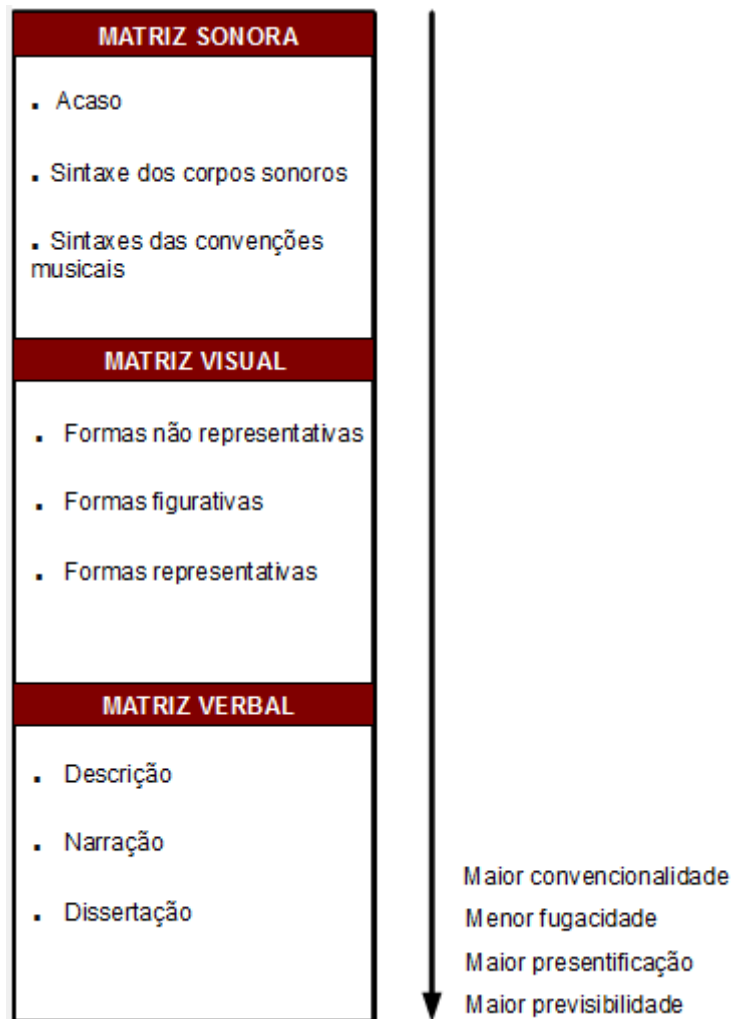 MATRIZ SONORA
. Acaso
. Sintaxe dos corpos sonoros
. Sintaxes das convenções
musicais
MATRIZ VISUAL
. Formas não representativas
. Formas figurativas
. Formas representativas
MATRIZ VERBAL
. Descrição
. Narração
. Dissertação
Maior convencionalidade
Menor fugacidade
Maior presentificação
Maior previsibilidade